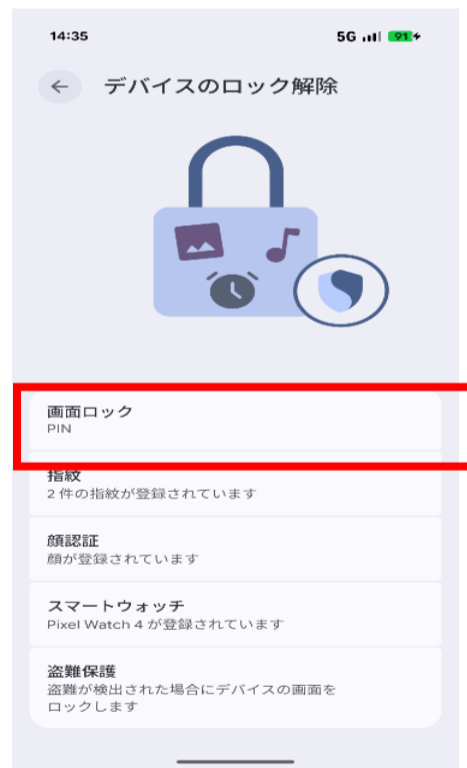 14:35
5G 91
デバイスのロック解除
画面ロック
PIN
指紋
2 件の指紋が登録されています
顔認証
顔が登録されています
スマートウォッチ
Pixel Watch 4 が登録されています
盗難保護
盗難が検出された場合にデバイスの画面を
ロックします